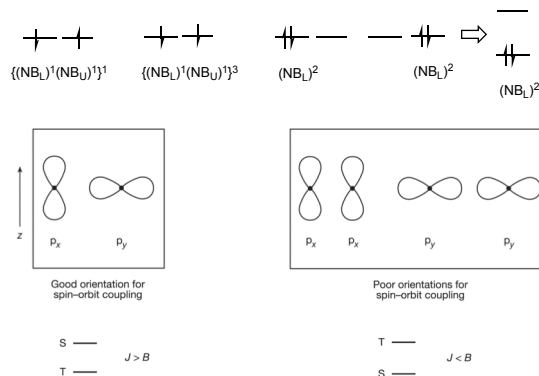 {(NB_L)^1(NB_U)^1}^1
{(NB_L)^1(NB_U)^1}^3
(NB_L)^2
(NB_L)^2
(NB_L)^2
z
p_x
p_y
p_x
p_x
p_y
p_y
Good orientation for
spin–orbit coupling
Poor orientations for
spin–orbit coupling
S
J > B
T
T
J < B
S